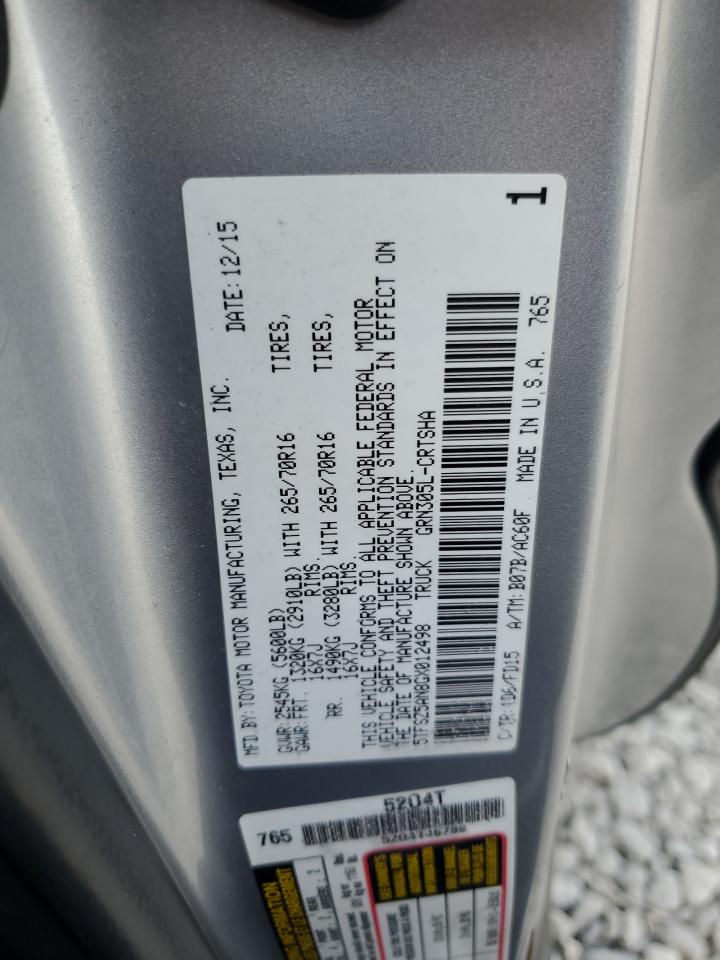 MFD.BY: TOYOTA MOTOR MANUFACTURING, TEXAS, INC. DATE: 12/15
GVWR: 2545KG (5600LB)
GAWR: FRT. 1320KG (2910LB) WITH 265/70R16 TIRES,
16X7J RIMS,
RR. 1490KG (3280LB) WITH 265/70R16 TIRES,
16X7J RIMS.
THIS VEHICLE CONFORMS TO ALL APPLICABLE FEDERAL MOTOR
VEHICLE SAFETY AND THEFT PREVENTION STANDARDS IN EFFECT ON
THE DATE OF MANUFACTURE SHOWN ABOVE.
5TFSZ5AN8GX012498 TRUCK GRN305L-CRTSHA
C/TR: 1D6/FD15 A/TM: B07B/AC60F MADE IN U.S.A. 765
1
5204T
765